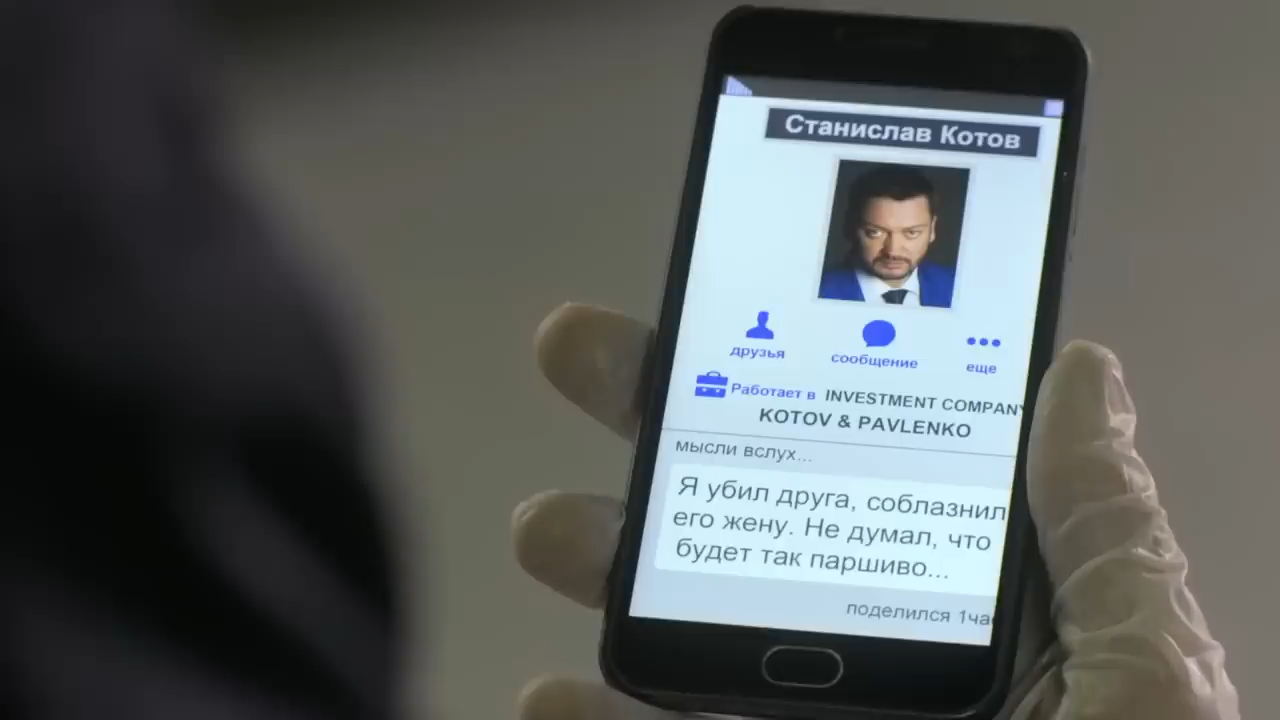 Станислав Котов
друзья
сообщение
еще
Работает в INVESTMENT COMPANY
KOTOV & PAVLENKO
мысли вслух...
Я убил друга, соблазнил
его жену. Не думал, что
будет так паршиво...
поделился 1ча